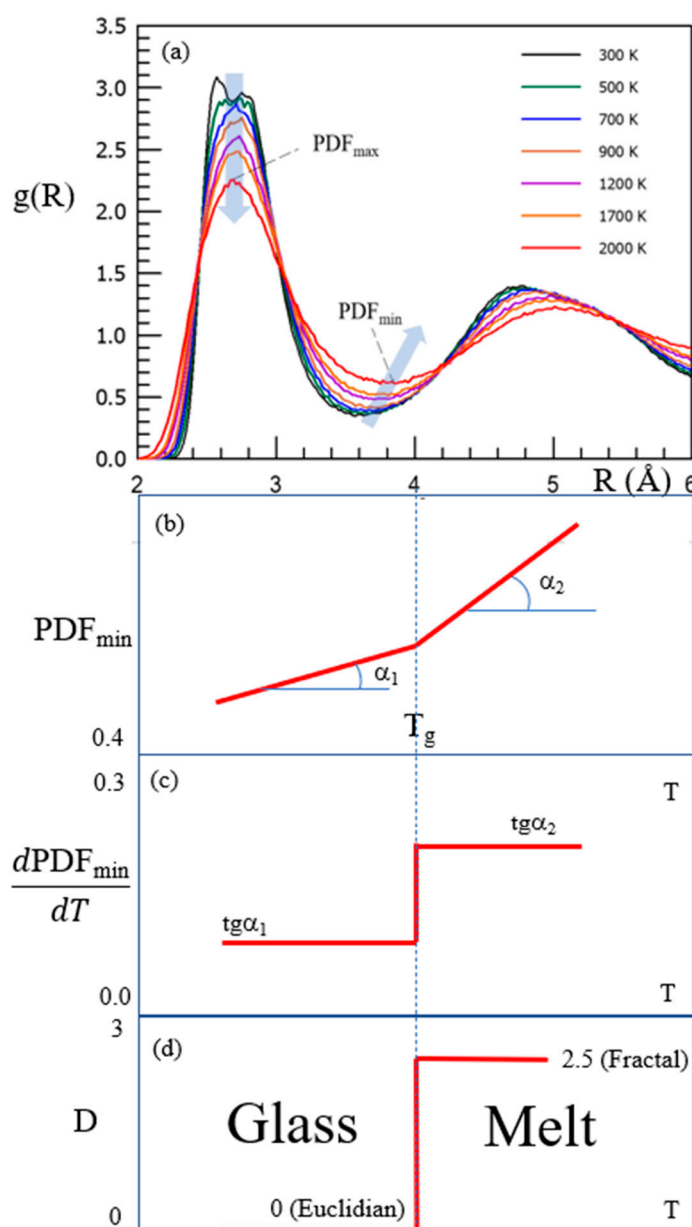 (a)
3.5
3.0
2.5
2.0
1.5
1.0
0.5
0.0
g(R)
300 K
500 K
700 K
900 K
1200 K
1700 K
2000 K
PDFmax
PDFmin
2 3 4 5 6
R (Å)
(b)
PDFmin
α2
α1
Tg
0.4
(c)
0.3
T
tgα2
dPDFmin
dT
tgα1
0.0
T
3
(d)
2.5 (Fractal)
D
Glass Melt
0 (Euclidian)
0
T